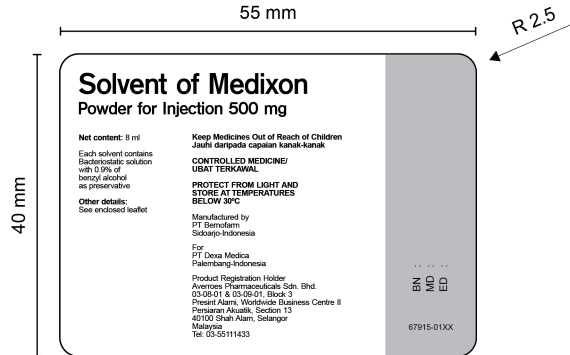 55 mm
R 2.5
40 mm
Solvent of Medixon
Powder for Injection 500 mg
Net content: 8 ml
Each solvent contains
Bacteriostatic solution
with 0.9% of
benzyl alcohol
as preservative
Other details:
See enclosed leaflet
Keep Medicines Out of Reach of Children
Jauhi daripada capaian kanak-kanak
CONTROLLED MEDICINE/
UBAT TERKAWAL
PROTECT FROM LIGHT AND
STORE AT TEMPERATURES
BELOW 30ºC
Manufactured by
PT Bernofarm
Sidoarjo-Indonesia
For
PT Dexa Medica
Palembang-Indonesia
Product Registration Holder
Averroes Pharmaceuticals Sdn. Bhd.
03-08-01 & 03-09-01, Block 3
Presint Alami, Worldwide Business Centre II
Persiaran Akuatik, Section 13
40100 Shah Alam, Selangor
Malaysia
Tel: 03-55111433
BN :
MD :
ED :
67915-01XX